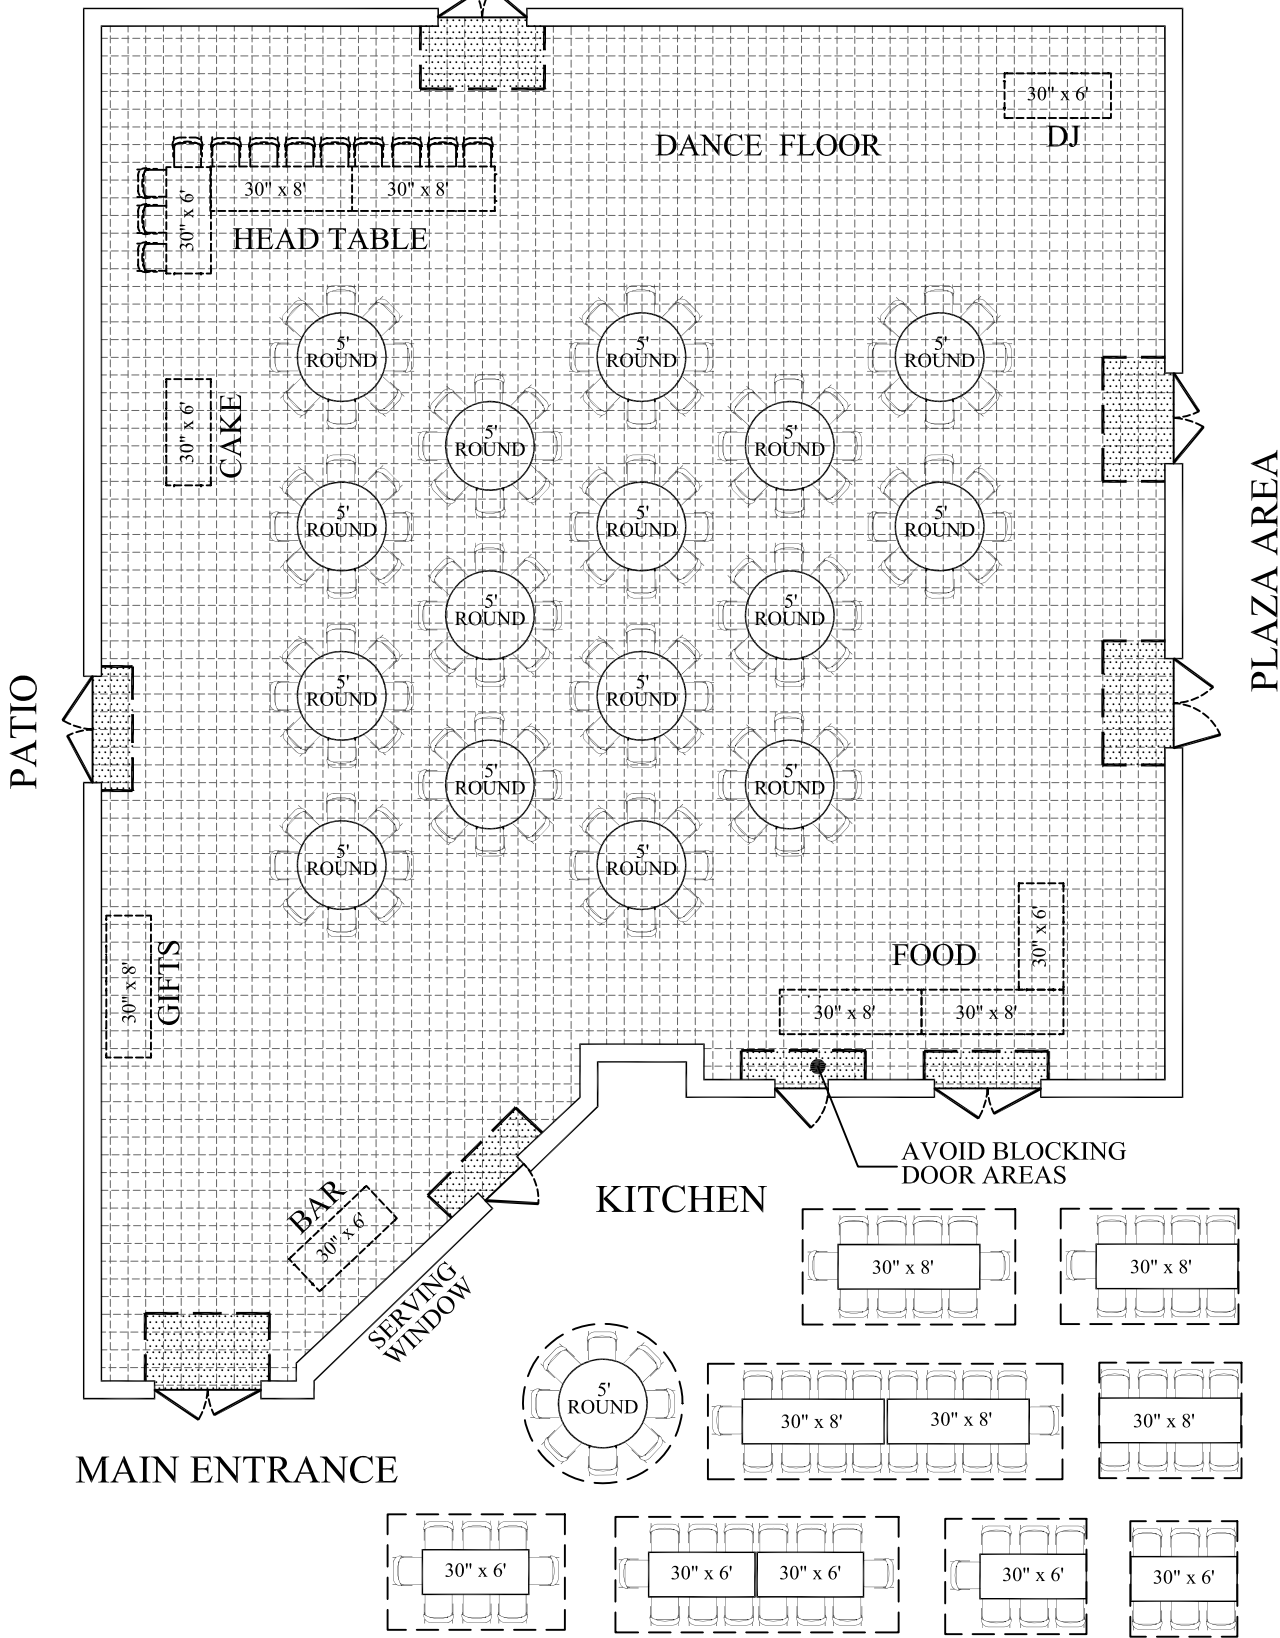 30" x 6'
DJ
DANCE FLOOR
30" x 8'
30" x 8'
30" x 6'
HEAD TABLE
5'
ROUND
5'
ROUND
5'
ROUND
30" x 6'
CAKE
5'
ROUND
5'
ROUND
5'
ROUND
5'
ROUND
5'
ROUND
PLAZA AREA
5'
ROUND
5'
ROUND
PATIO
5'
ROUND
5'
ROUND
5'
ROUND
5'
ROUND
5'
ROUND
5'
ROUND
30" x 8'
GIFTS
FOOD
30" x 6'
30" x 8'
30" x 8'
AVOID BLOCKING
DOOR AREAS
KITCHEN
BAR
30" x 6'
SERVING
WINDOW
MAIN ENTRANCE
30" x 8'
30" x 8'
5'
ROUND
30" x 8'
30" x 8'
30" x 8'
30" x 6'
30" x 6'
30" x 6'
30" x 6'
30" x 6'